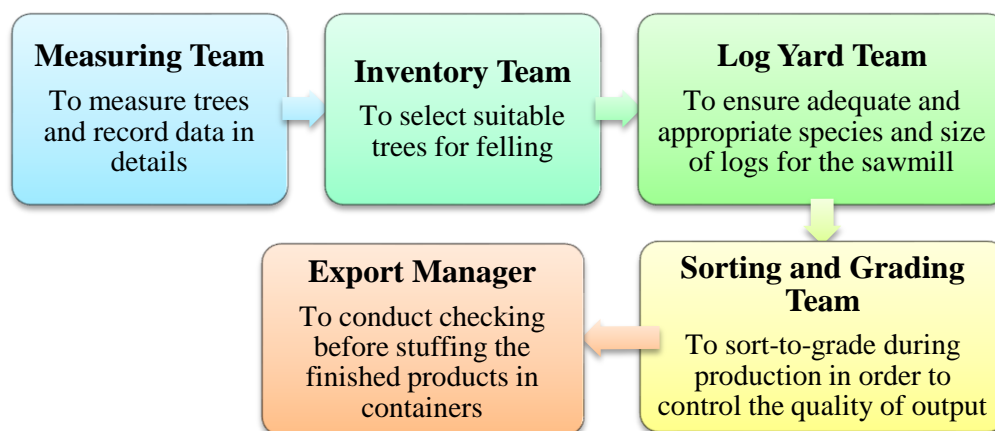 Measuring Team
To measure trees
and record data in
details
Inventory Team
To select suitable
trees for felling
Log Yard Team
To ensure adequate and
appropriate species and size
of logs for the sawmill
Sorting and Grading
Team
To sort-to-grade during
production in order to
control the quality of output
Export Manager
To conduct checking
before stuffing the
finished products in
containers